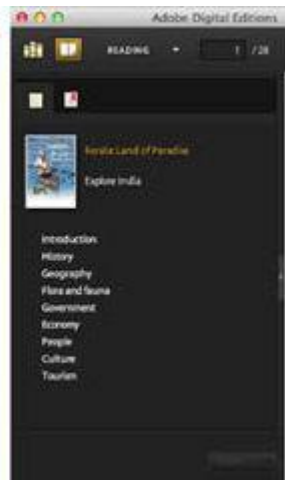 Adobe Digital Editions
READING 1 / 28
Kerala Land of Paradise
Explore India
Introduction
History
Geography
Flora and fauna
Government
Economy
People
Culture
Tourism